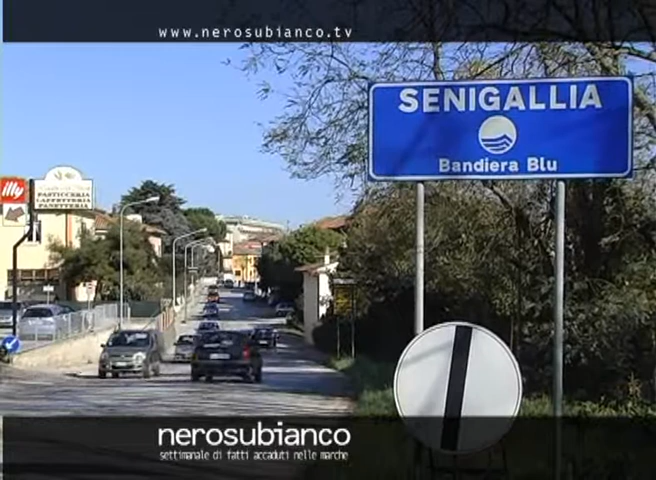 www.nerosubianco.tv
SENIGALLIA
Bandiera Blu
illy
PASTICCERIA
CAFFETTERIA
PANETTERIA
nerosubianco
settimanale di fatti accaduti nelle marche